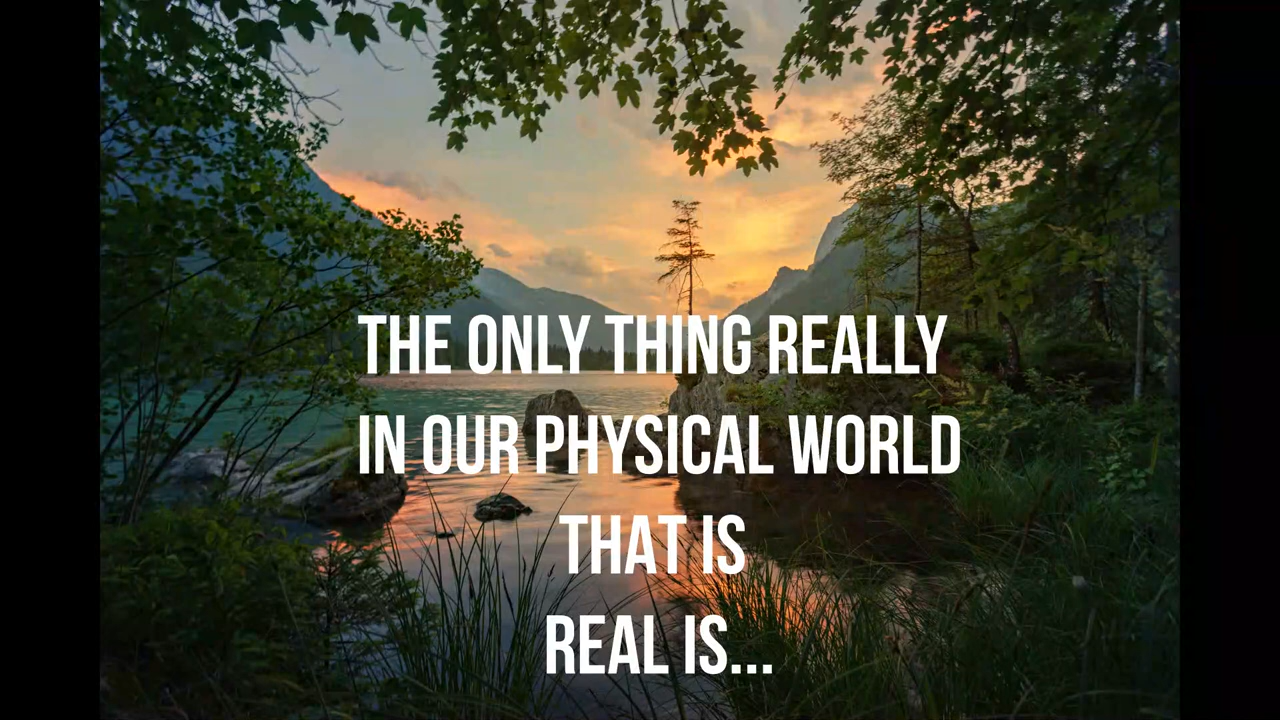 THE ONLY THING REALLY
IN OUR PHYSICAL WORLD
THAT IS
REAL IS...